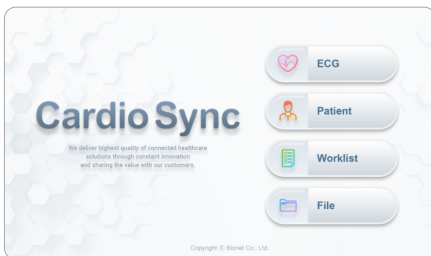 Cardio Sync
We deliver highest quality of connected healthcare
solutions through constant innovation
and sharing the value with our customers.
ECG
Patient
Worklist
File
Copyright ⓒ Bionet Co., Ltd